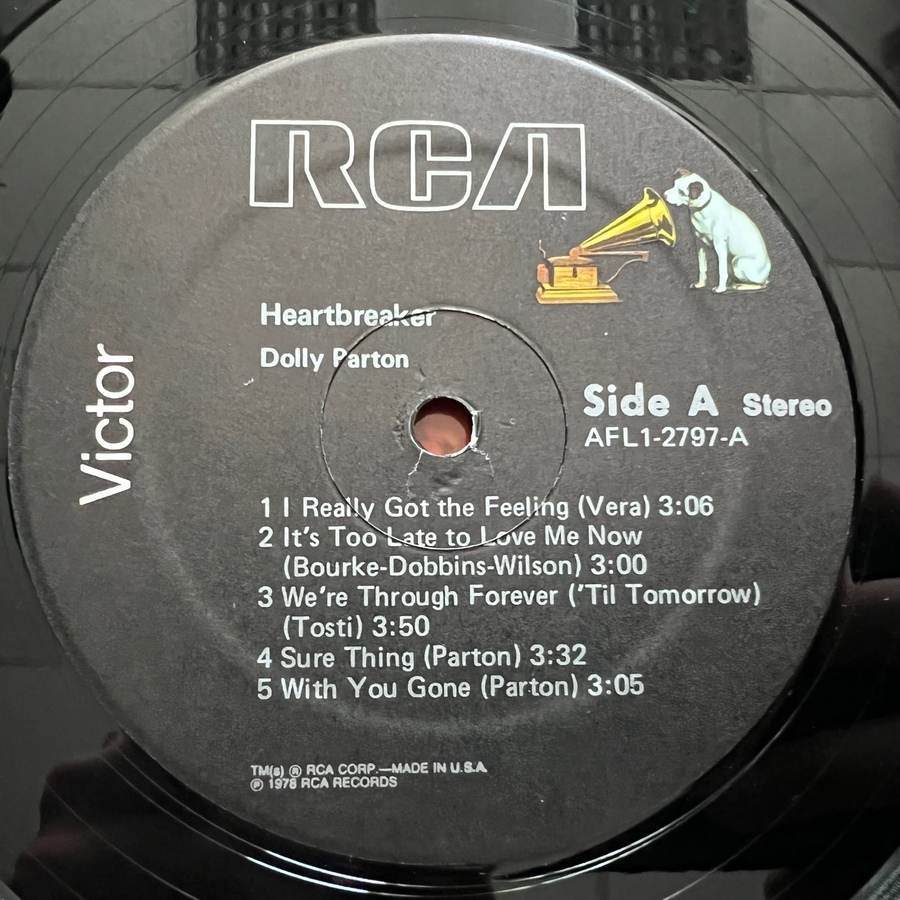 RCA
Victor
Heartbreaker
Dolly Parton
Side A Stereo
AFL1-2797-A
1 I Really Got the Feeling (Vera) 3:06
2 It's Too Late to Love Me Now
(Bourke-Dobbins-Wilson) 3:00
3 We're Through Forever ('Til Tomorrow)
(Tosti) 3:50
4 Sure Thing (Parton) 3:32
5 With You Gone (Parton) 3:05
TM(s) ® RCA CORP.—MADE IN U.S.A.
℗ 1978 RCA RECORDS